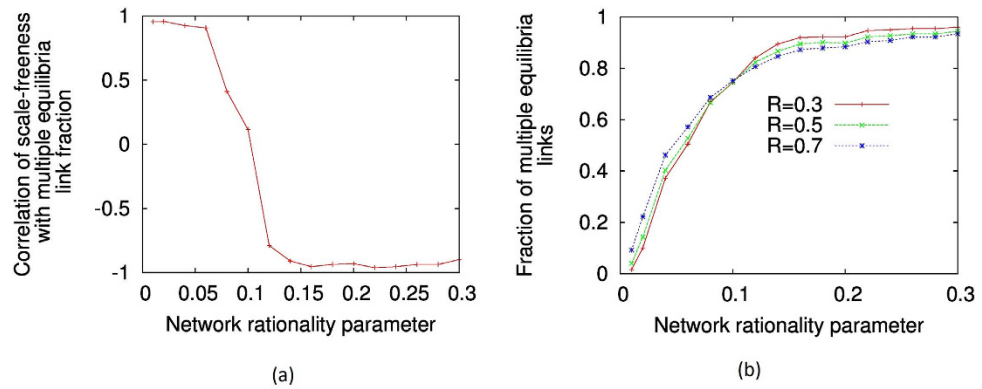 Correlation of scale-freeness
with multiple equilibria
link fraction
1
0.5
0
-0.5
-1
0
0.05
0.1
0.15
0.2
0.25
0.3
Network rationality parameter
(a)
Fraction of multiple equilibria
links
1
0.8
0.6
0.4
0.2
0
R=0.3
R=0.5
R=0.7
0
0.1
0.2
0.3
Network rationality parameter
(b)